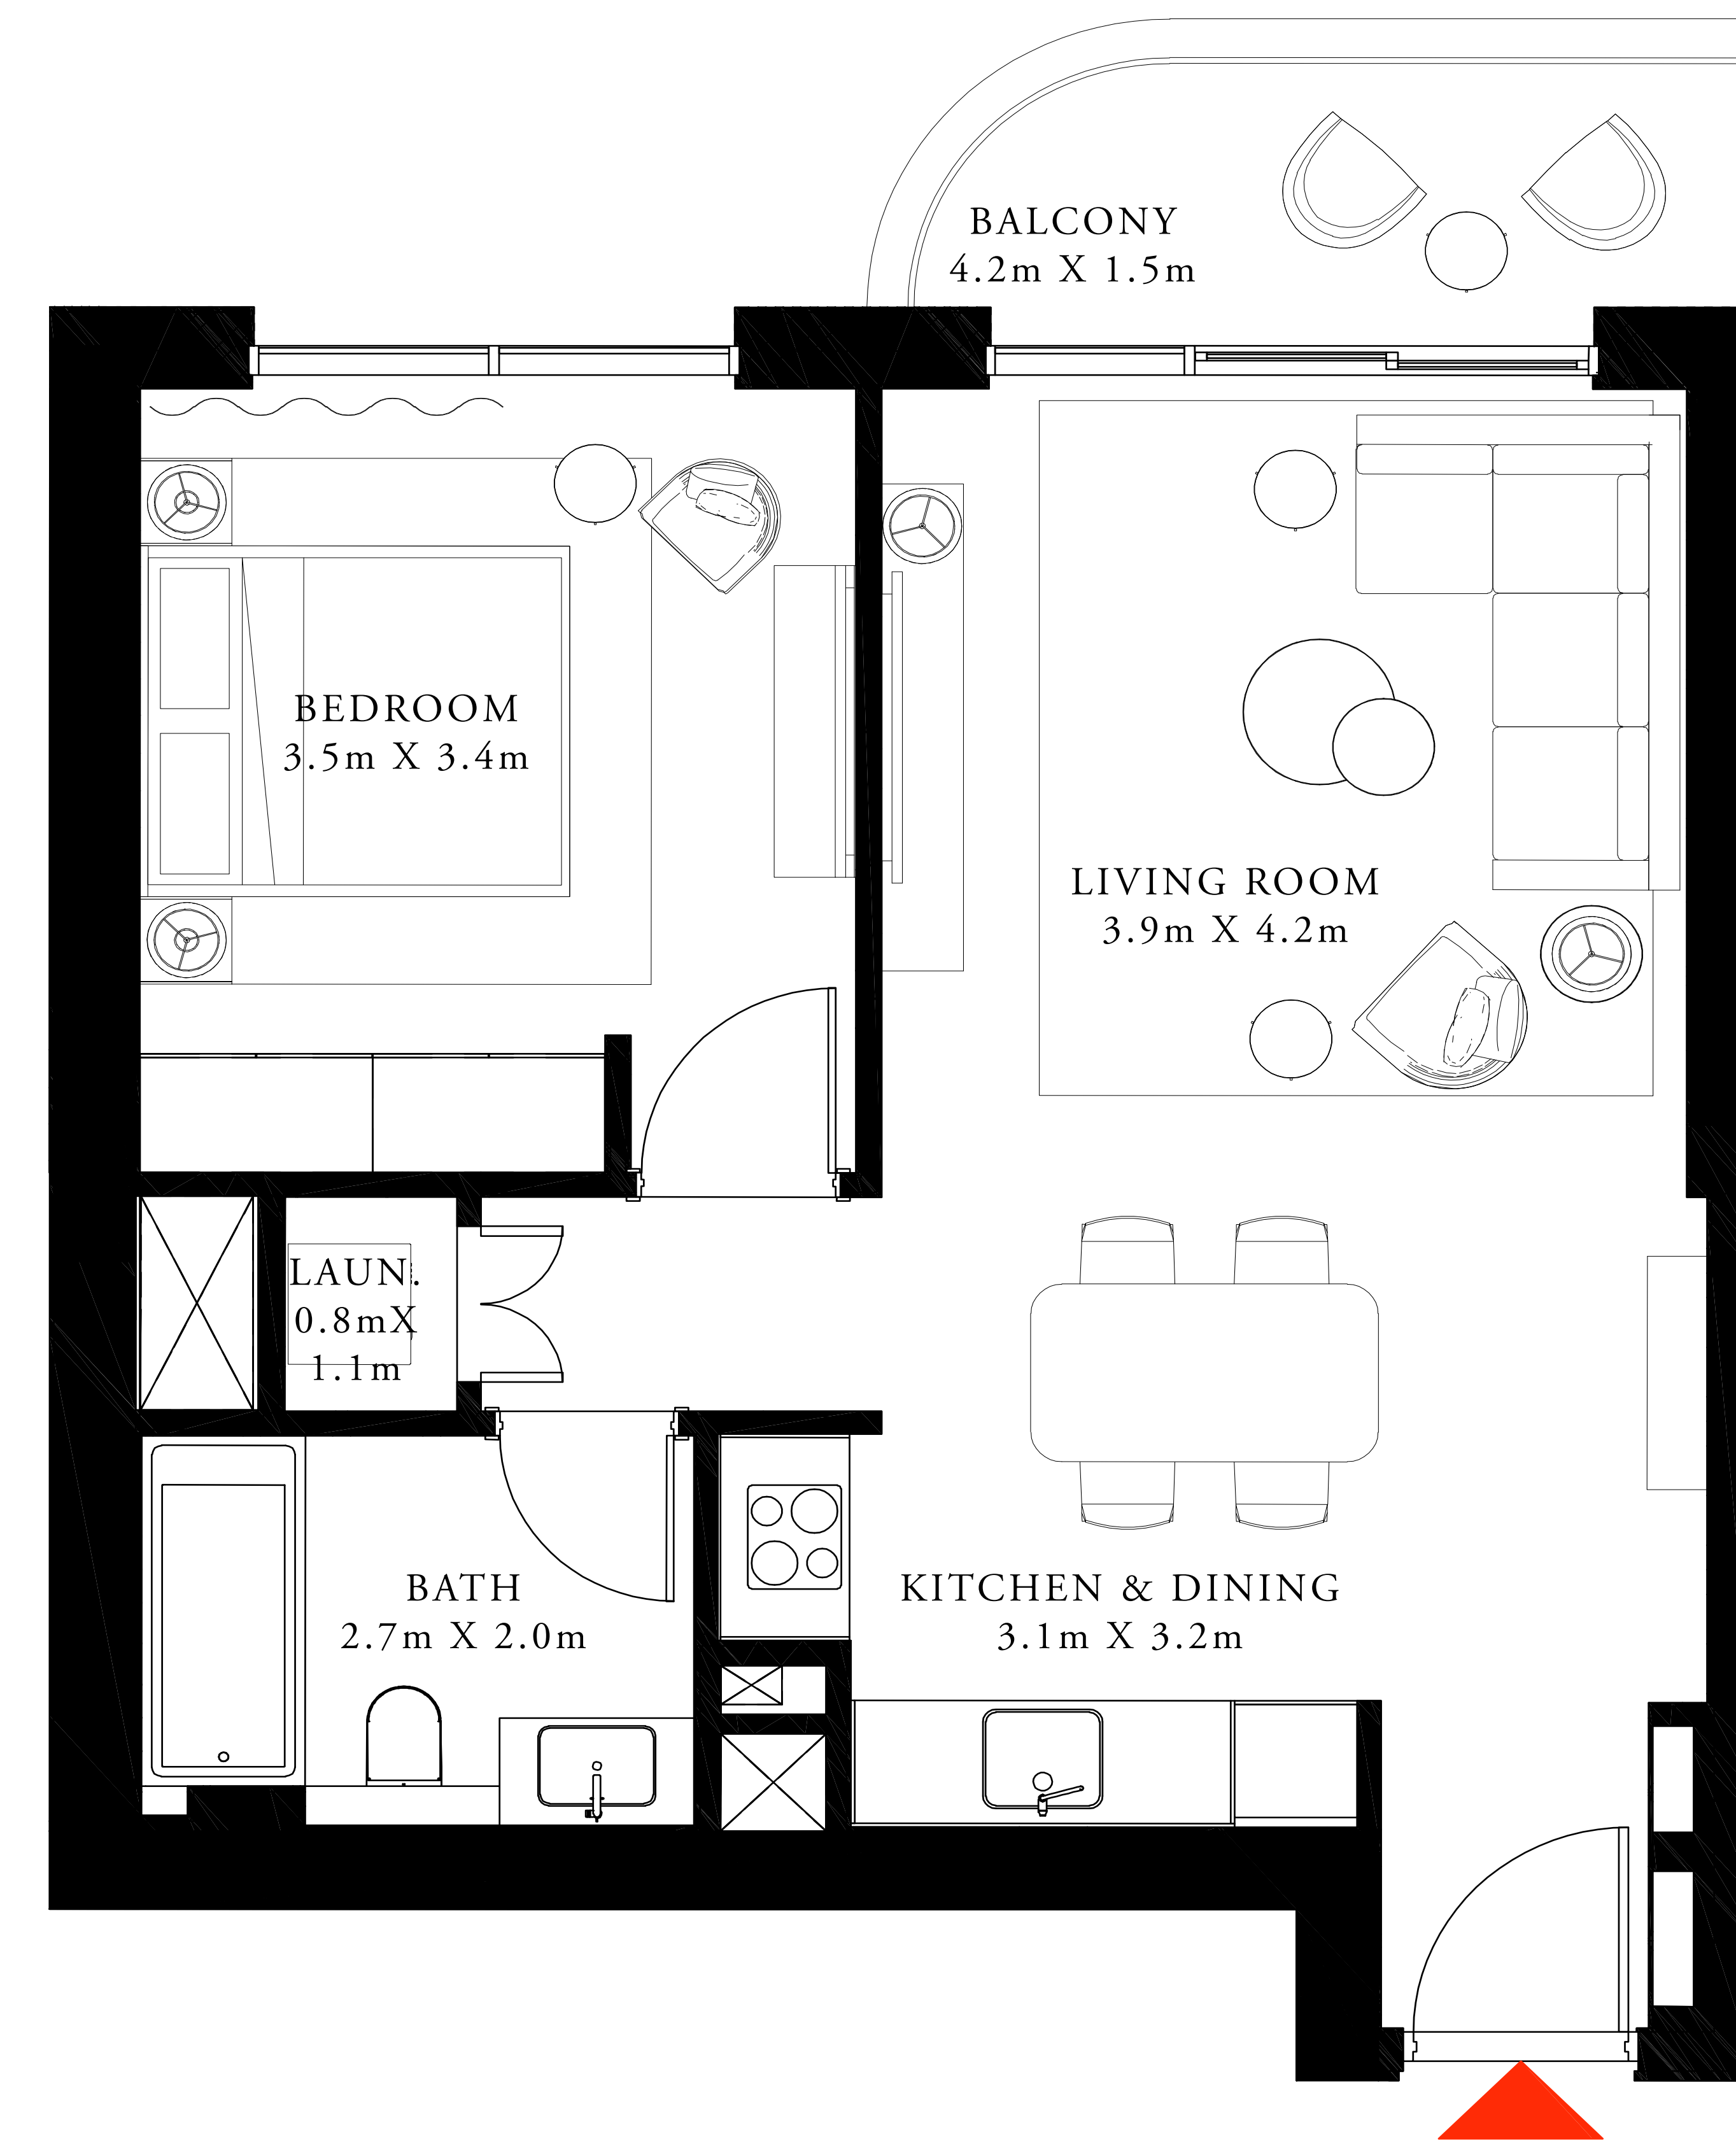 BALCONY
4.2m X 1.5m
BEDROOM
3.5m X 3.4m
LIVING ROOM
3.9m X 4.2m
LAUN.
0.8mX
1.1m
BATH
2.7m X 2.0m
KITCHEN & DINING
3.1m X 3.2m